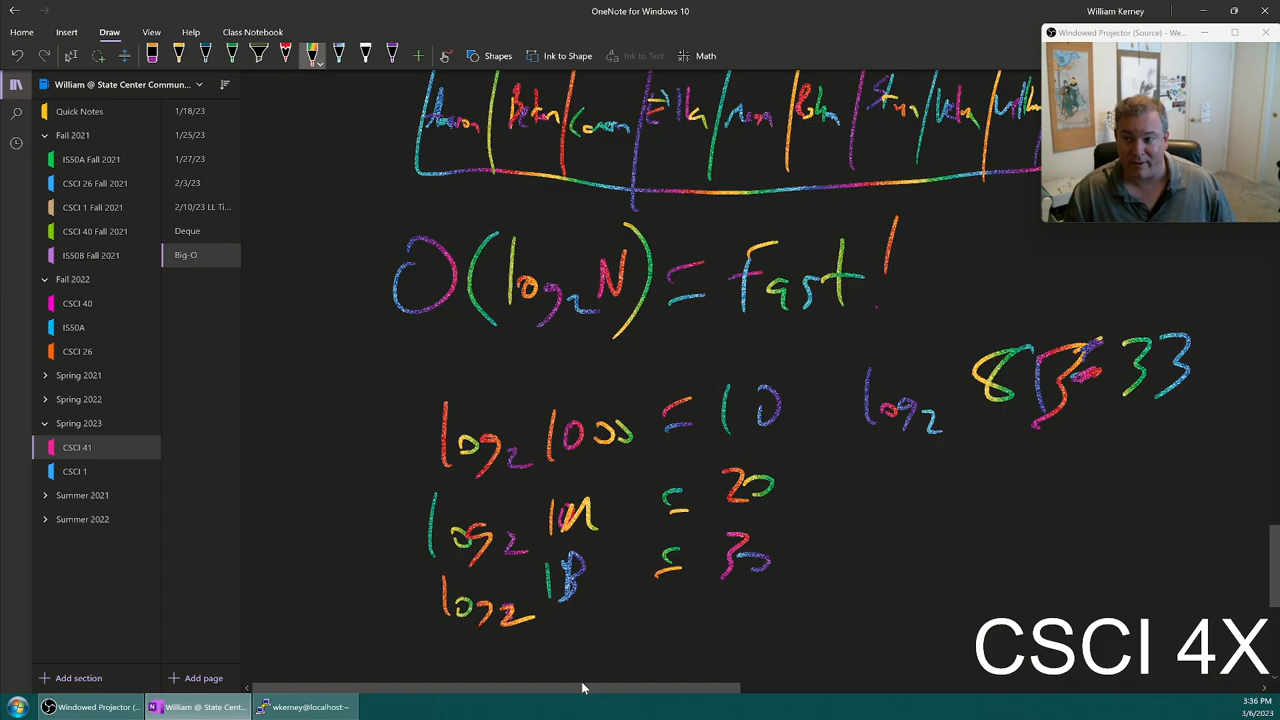 OneNote for Windows 10
William Kerney
Home
Insert
Draw
View
Help
Class Notebook
Windowed Projector (Source) - We...
Shapes
Ink to Shape
Ink to Text
Math
William @ State Center Commun...
Quick Notes
Fall 2021
IS50A Fall 2021
CSCI 26 Fall 2021
CSCI 1 Fall 2021
CSCI 40 Fall 2021
IS50B Fall 2021
Fall 2022
CSCI 40
IS50A
CSCI 26
Spring 2021
Spring 2022
Spring 2023
CSCI 41
CSCI 1
Summer 2021
Summer 2022
1/18/23
1/25/23
1/27/23
2/3/23
2/10/23 LL Ti...
Deque
Big-O
O(log2 N) = Fast!
log2 1000 = 10
log2 8B = 33
log2 1M = 20
log2 1B = 30
CSCI 4X
Add section
Add page
Windowed Projector (...
William @ State Cent...
wkerney@localhost:~
3:36 PM
3/6/2023